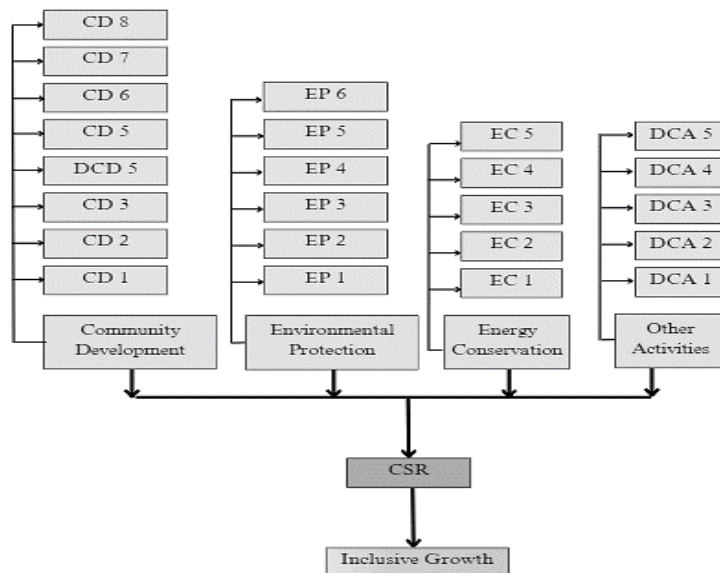 CD 8
CD 7
CD 6
CD 5
DCD 5
CD 3
CD 2
CD 1
Community
Development
EP 6
EP 5
EP 4
EP 3
EP 2
EP 1
Environmental
Protection
EC 5
EC 4
EC 3
EC 2
EC 1
Energy
Conservation
DCA 5
DCA 4
DCA 3
DCA 2
DCA 1
Other
Activities
CSR
Inclusive Growth